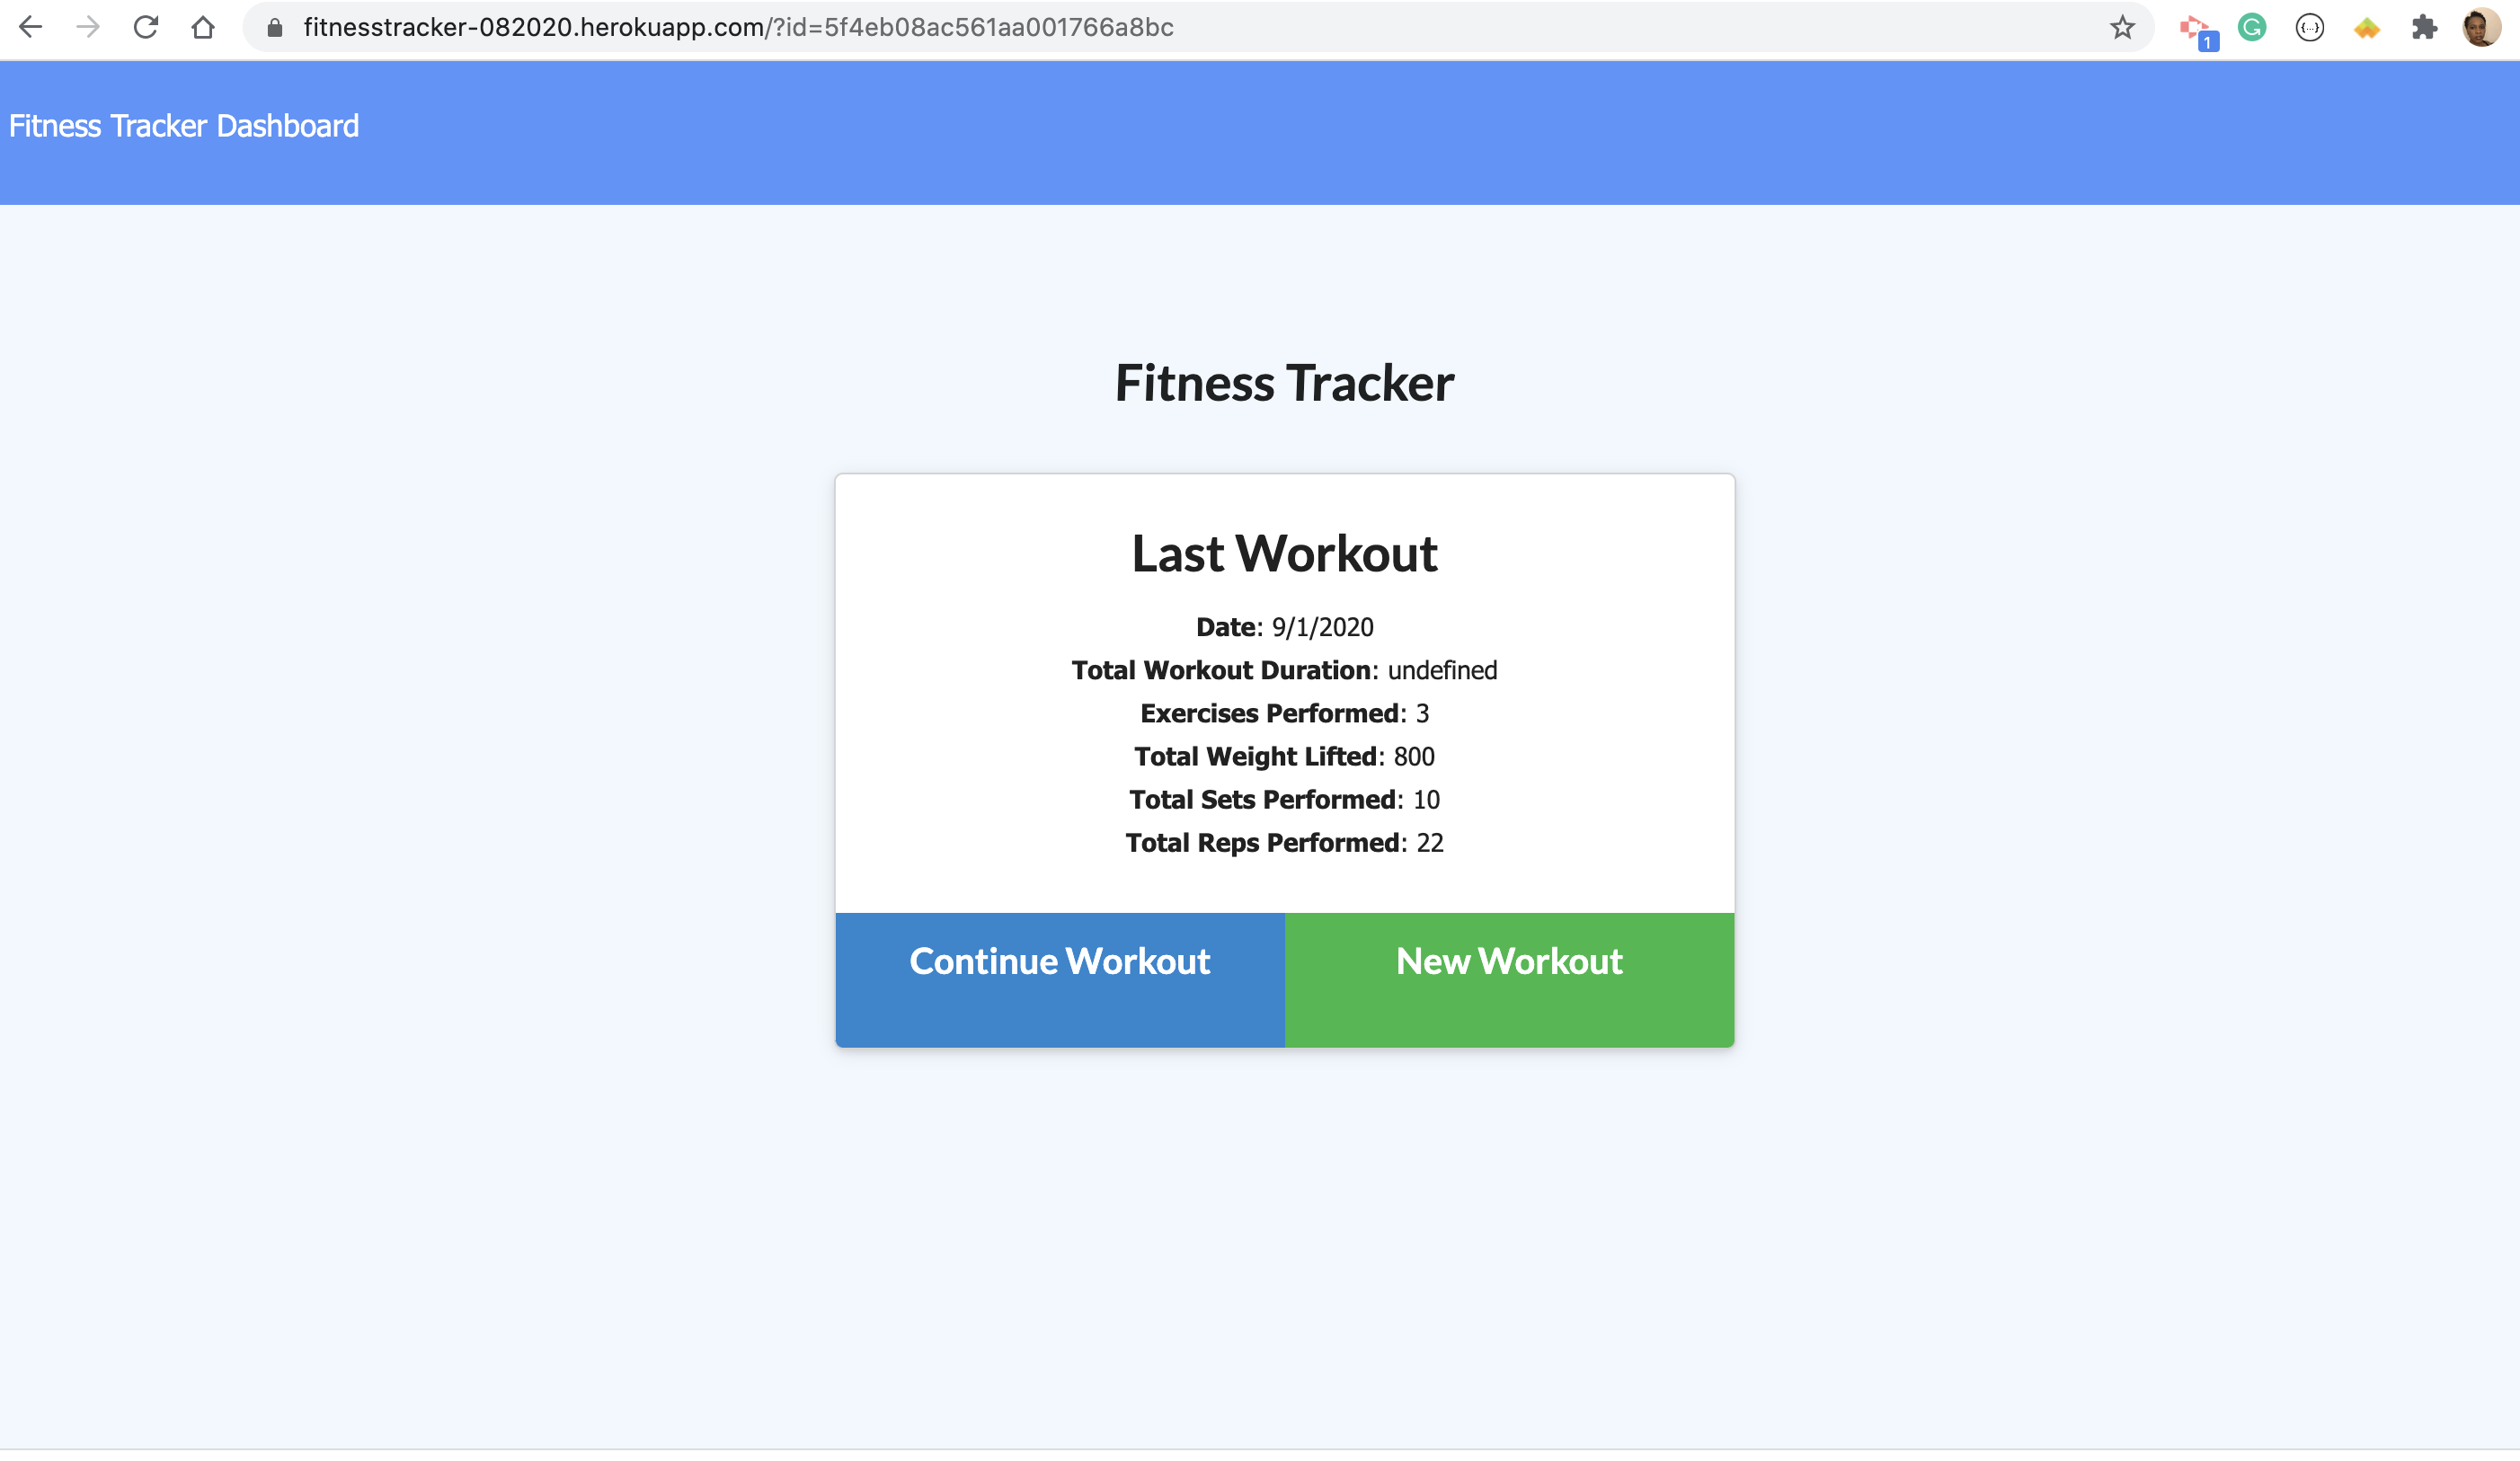 fitnesstracker-082020.herokuapp.com/?id=5f4eb08ac561aa001766a8bc
1
Fitness Tracker Dashboard
Fitness Tracker
Last Workout
Date: 9/1/2020
Total Workout Duration: undefined
Exercises Performed: 3
Total Weight Lifted: 800
Total Sets Performed: 10
Total Reps Performed: 22
Continue Workout New Workout